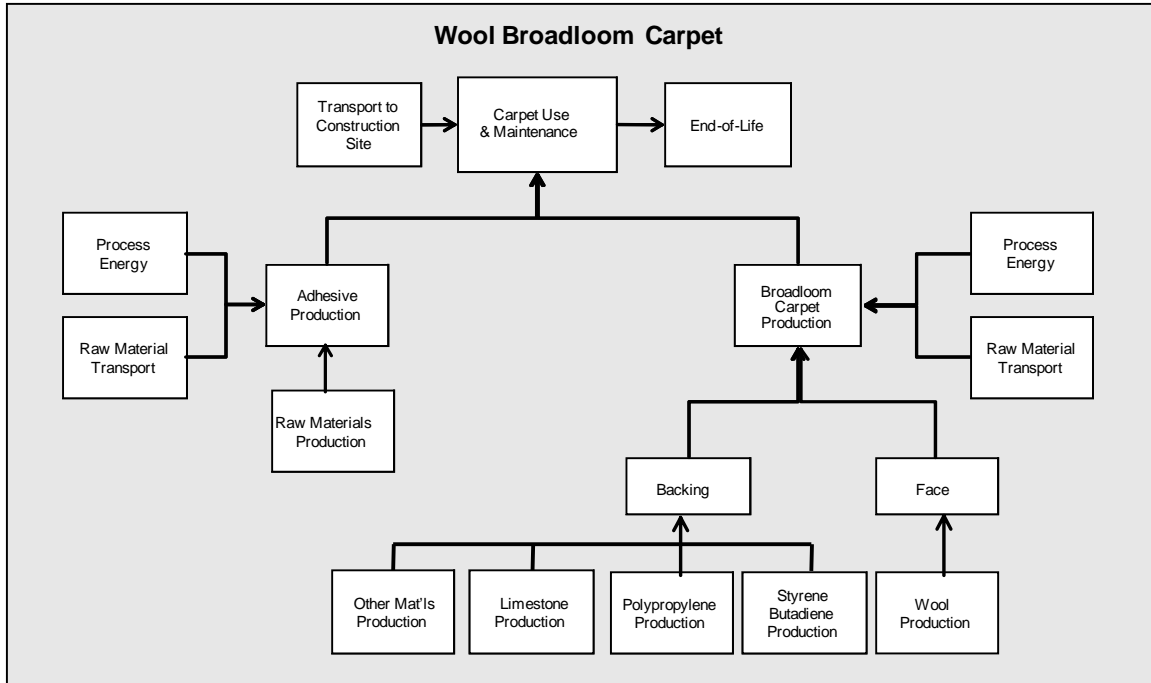 Wool Broadloom Carpet
Transport to
Construction
Site
Carpet Use
& Maintenance
End-of-Life
Process
Energy
Raw Material
Transport
Adhesive
Production
Raw Materials
Production
Broadloom
Carpet
Production
Process
Energy
Raw Material
Transport
Backing
Face
Other Mat'ls
Production
Limestone
Production
Polypropylene
Production
Styrene
Butadiene
Production
Wool
Production